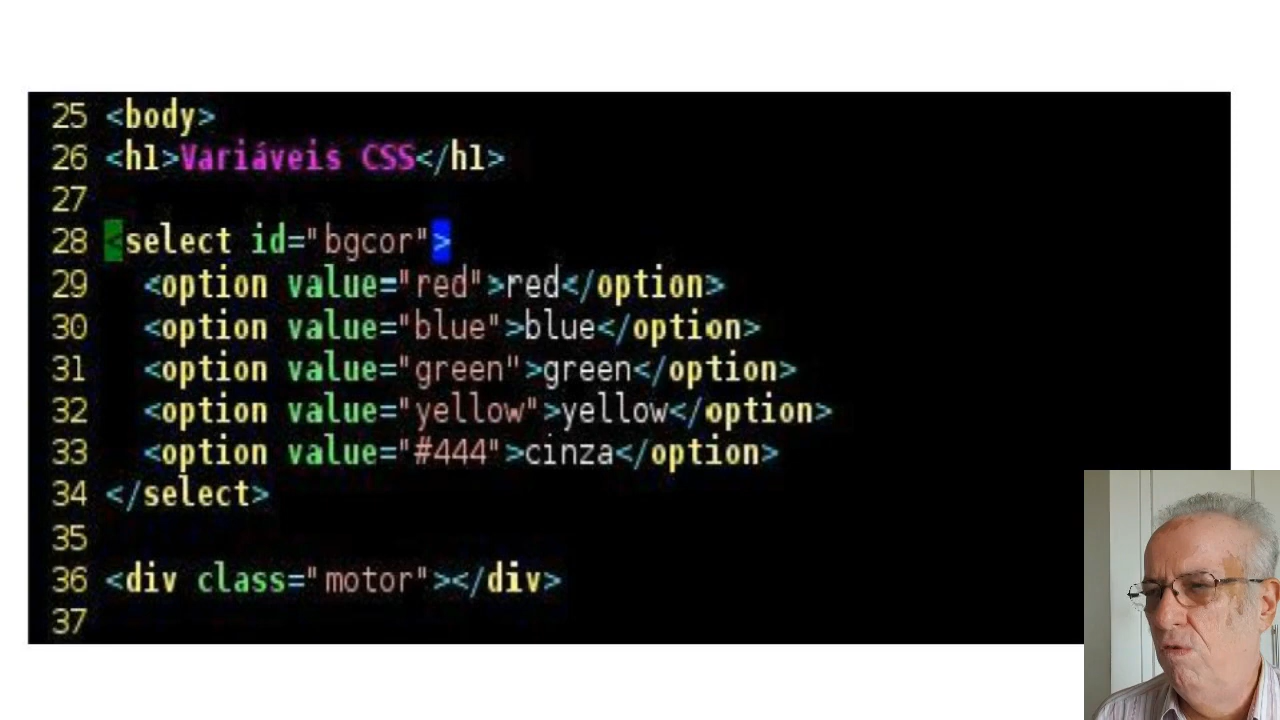 25 <body>
26 <h1>Variáveis CSS</h1>
27
28 <select id="bgcor">
29   <option value="red">red</option>
30   <option value="blue">blue</option>
31   <option value="green">green</option>
32   <option value="yellow">yellow</option>
33   <option value="#444">cinza</option>
34 </select>
35
36 <div class="motor"></div>
37